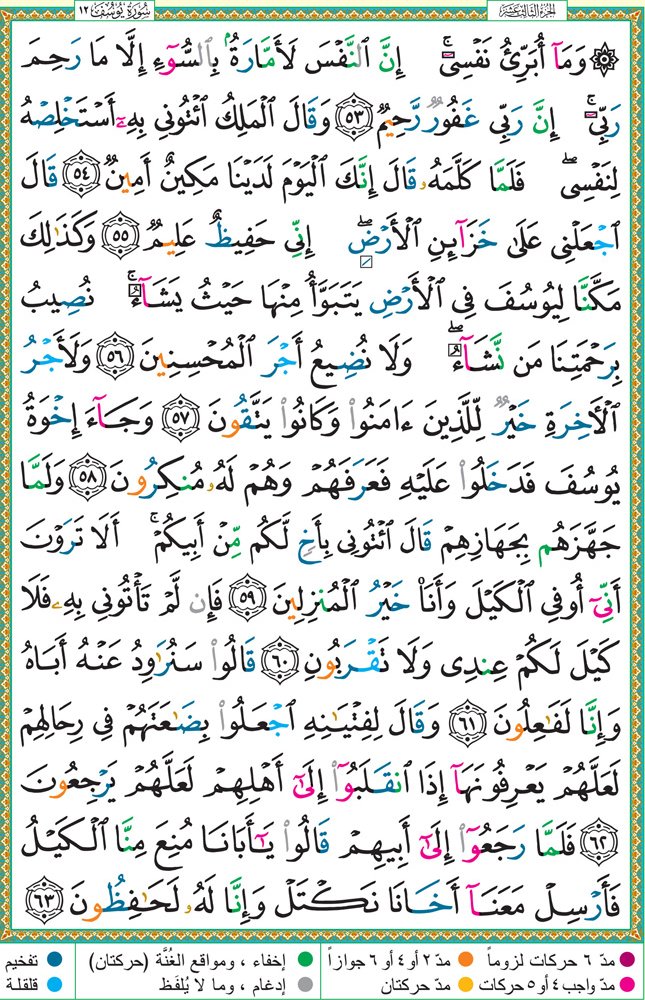 الجزء الثالث عشر سُورَةُ يُوسُفَ ١٢
۞ وَمَآ أُبَرِّئُ نَفْسِىٓ ۚ إِنَّ ٱلنَّفْسَ لَأَمَّارَةٌۢ بِٱلسُّوٓءِ إِلَّا مَا رَحِمَ
رَبِّىٓ ۚ إِنَّ رَبِّى غَفُورٌ رَّحِيمٌ ٥٣ وَقَالَ ٱلْمَلِكُ ٱئْتُونِى بِهِۦٓ أَسْتَخْلِصْهُ
لِنَفْسِى ۖ فَلَمَّا كَلَّمَهُۥ قَالَ إِنَّكَ ٱلْيَوْمَ لَدَيْنَا مَكِينٌ أَمِينٌ ٥٤ قَالَ
ٱجْعَلْنِى عَلَىٰ خَزَآئِنِ ٱلْأَرْضِ ۖ إِنِّى حَفِيظٌ عَلِيمٌ ٥٥ وَكَذَٰلِكَ
مَكَّنَّا لِيُوسُفَ فِى ٱلْأَرْضِ يَتَبَوَّأُ مِنْهَا حَيْثُ يَشَآءُ ۚ نُصِيبُ
بِرَحْمَتِنَا مَن نَّشَآءُ ۖ وَلَا نُضِيعُ أَجْرَ ٱلْمُحْسِنِينَ ٥٦ وَلَأَجْرُ
ٱلْءَاخِرَةِ خَيْرٌ لِّلَّذِينَ ءَامَنُوا۟ وَكَانُوا۟ يَتَّقُونَ ٥٧ وَجَآءَ إِخْوَةُ
يُوسُفَ فَدَخَلُوا۟ عَلَيْهِ فَعَرَفَهُمْ وَهُمْ لَهُۥ مُنكِرُونَ ٥٨ وَلَمَّا
جَهَّزَهُم بِجَهَازِهِمْ قَالَ ٱئْتُونِى بِأَخٍ لَّكُم مِّنْ أَبِيكُمْ ۚ أَلَا تَرَوْنَ
أَنِّىٓ أُوفِى ٱلْكَيْلَ وَأَنَا۠ خَيْرُ ٱلْمُنزِلِينَ ٥٩ فَإِن لَّمْ تَأْتُونِى بِهِۦ فَلَا
كَيْلَ لَكُمْ عِندِى وَلَا تَقْرَبُونِ ٦٠ قَالُوا۟ سَنُرَٰوِدُ عَنْهُ أَبَاهُ
وَإِنَّا لَفَٰعِلُونَ ٦١ وَقَالَ لِفِتْيَٰنِهِ ٱجْعَلُوا۟ بِضَٰعَتَهُمْ فِى رِحَالِهِمْ
لَعَلَّهُمْ يَعْرِفُونَهَآ إِذَا ٱنقَلَبُوٓا۟ إِلَىٰٓ أَهْلِهِمْ لَعَلَّهُمْ يَرْجِعُونَ
٦٢ فَلَمَّا رَجَعُوٓا۟ إِلَىٰٓ أَبِيهِمْ قَالُوا۟ يَٰٓأَبَانَا مُنِعَ مِنَّا ٱلْكَيْلُ
فَأَرْسِلْ مَعَنَآ أَخَانَا نَكْتَلْ وَإِنَّا لَهُۥ لَحَٰفِظُونَ ٦٣
مدّ ٦ حركات لزوماً مدّ ٢ أو ٤ أو ٦ جوازاً إخفاء ، ومواقع الغُنَّة (حركتان) تفخيم
مدّ واجب ٤ أو ٥ حركات مدّ حركتان إدغام ، وما لا يُلفَظ قلقلة